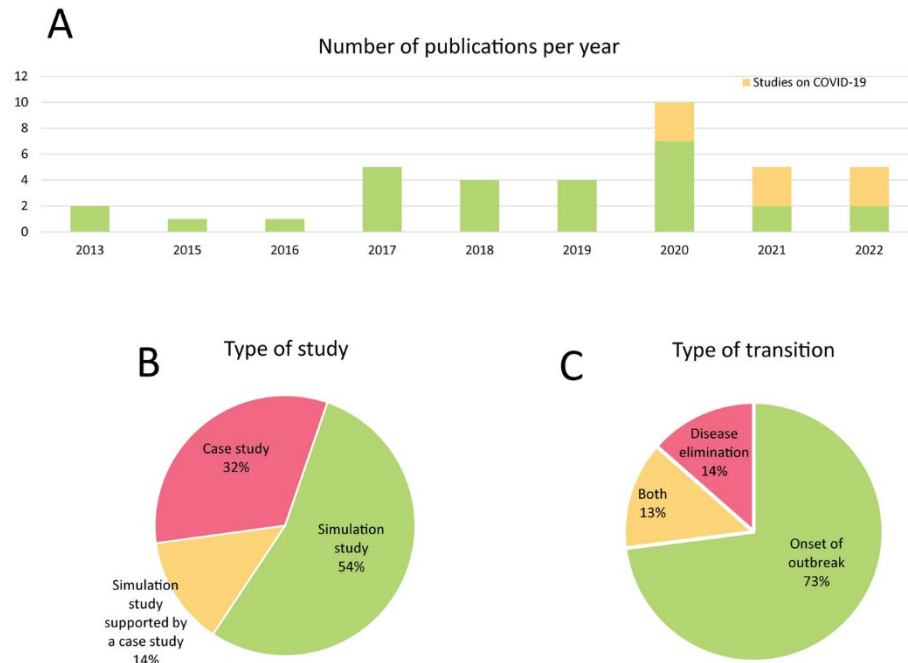 A
Number of publications per year
12
10
8
6
4
2
0
Studies on COVID-19
2013
2015
2016
2017
2018
2019
2020
2021
2022
B
Type of study
Case study
32%
Simulation
study
54%
Simulation
study
supported by
a case study
14%
C
Type of transition
Disease
elimination
14%
Both
13%
Onset of
outbreak
73%